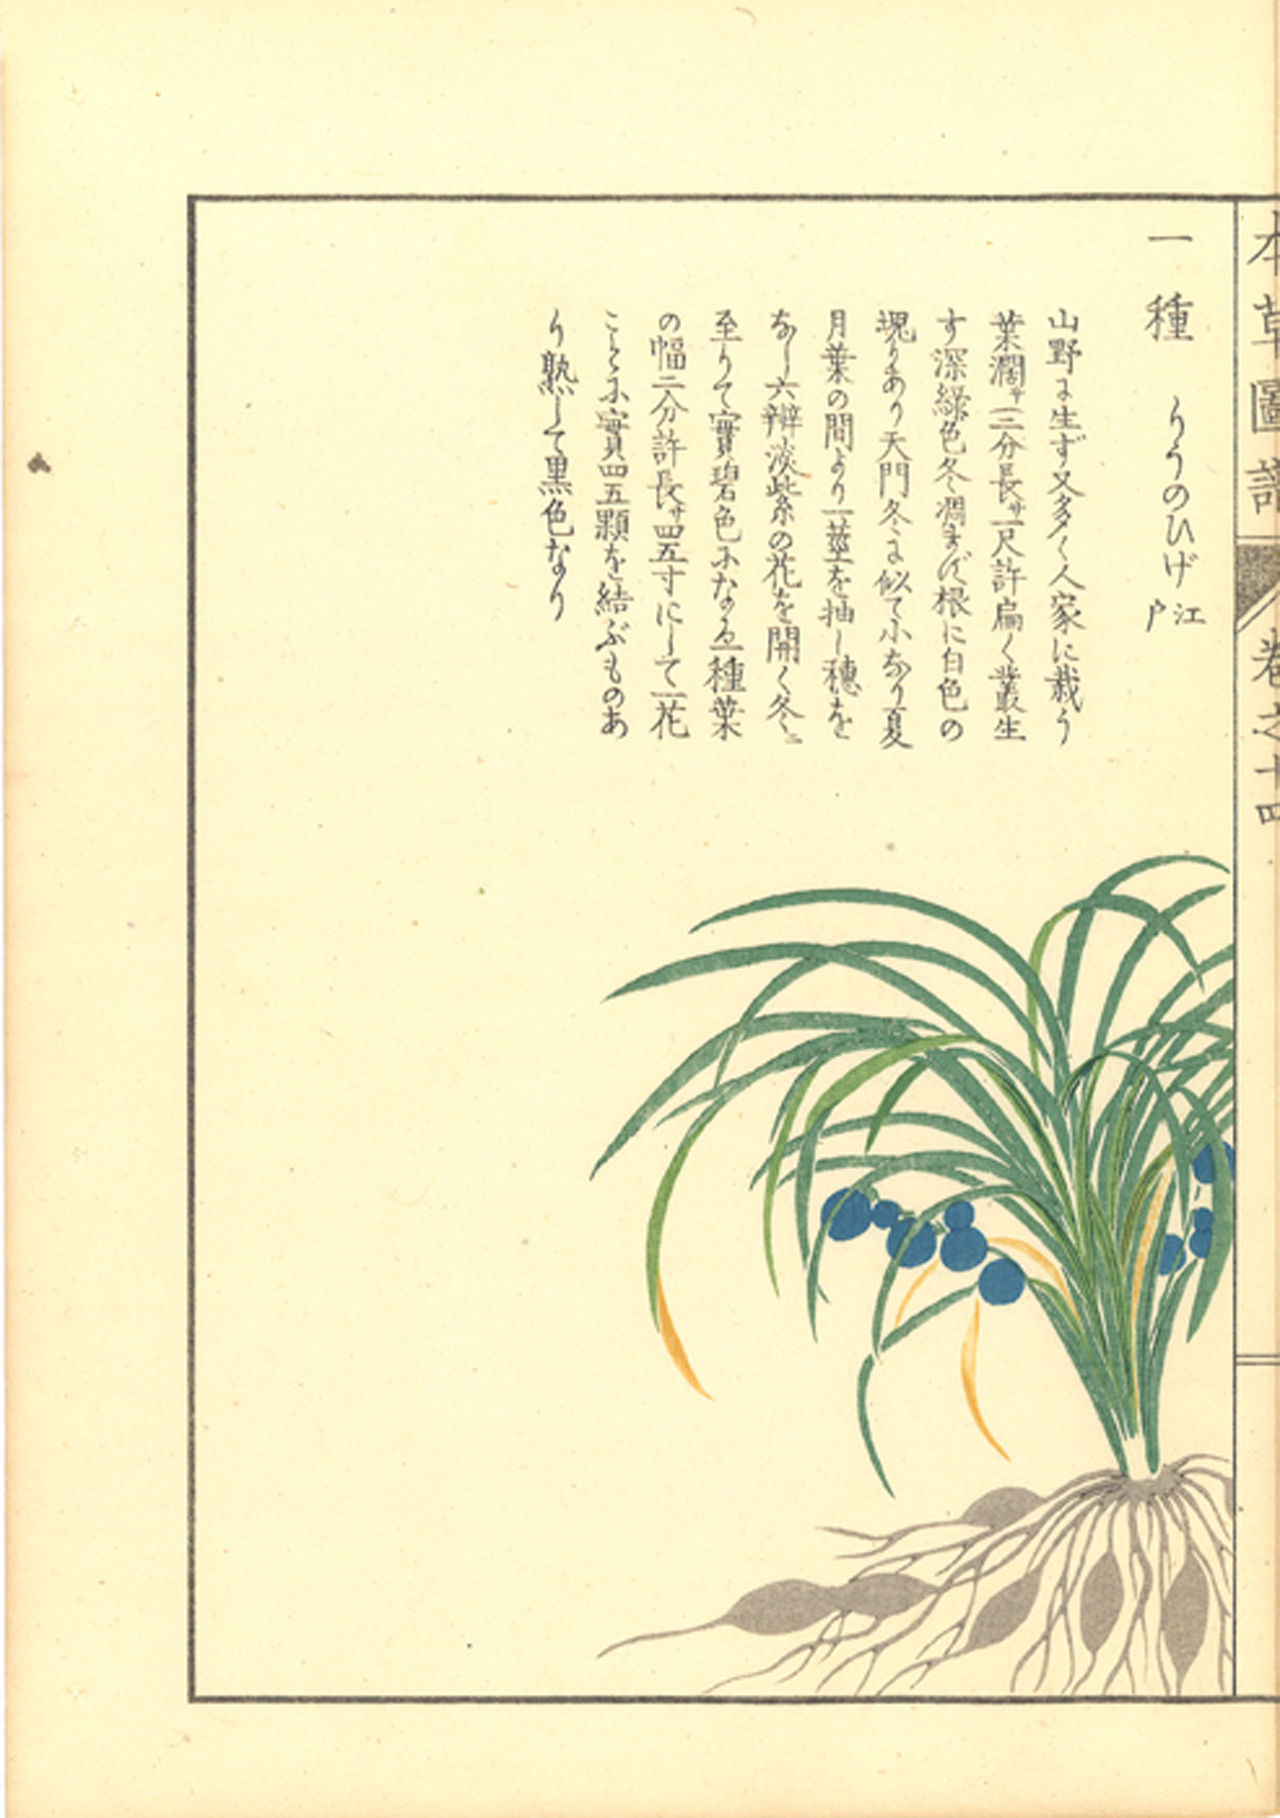 本草圖譜 卷之十四
一種 りうのひげ 江戸
山野に生ず又多く人家に栽う
葉濶サ三分長サ一尺許扁く叢生
す深緑色冬凋まず根に白色の
塊りあり天門冬に似て小なり夏
月葉の間より一莖を抽し穗を
なし六瓣淡紫の花を開く冬ニ
至りて實碧色になる一種葉
の幅二分許長サ四五寸にして一花
ことに實四五顆を結ぶものあ
り熟して黒色なり